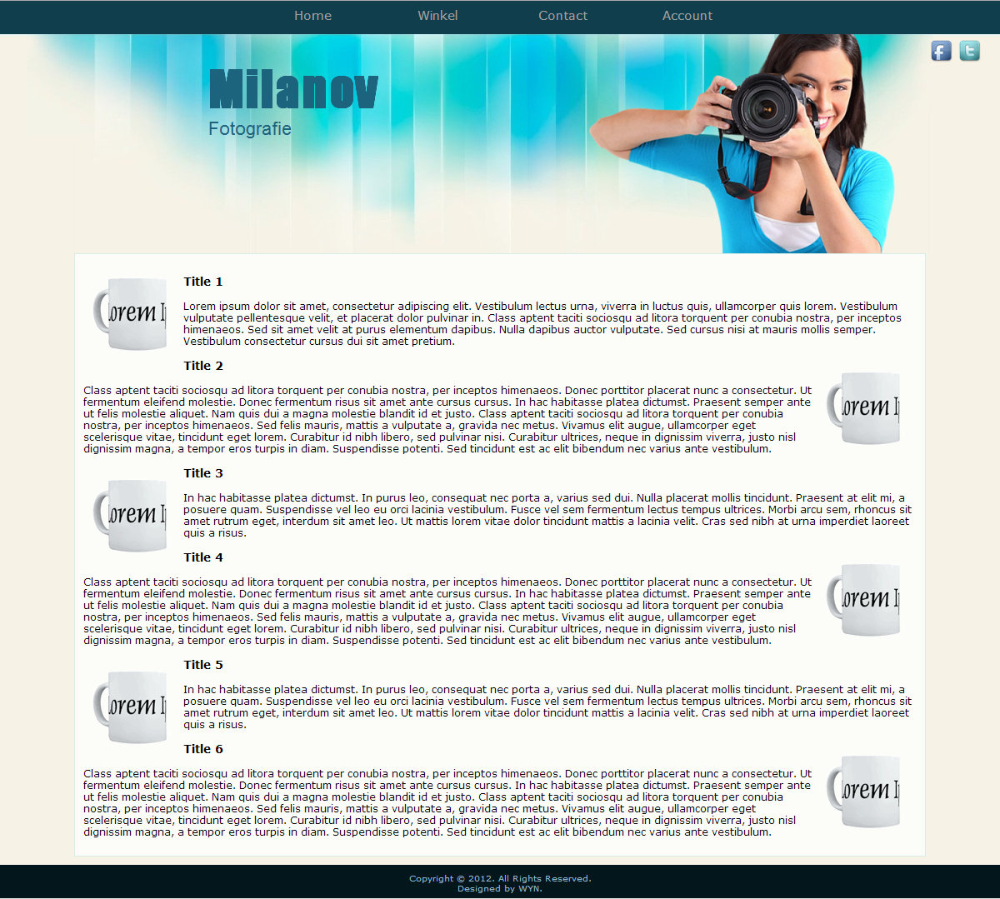 Home Winkel Contact Account
Milanov
Fotografie
Title 1
orem I
Lorem ipsum dolor sit amet, consectetur adipiscing elit. Vestibulum lectus urna, viverra in luctus quis, ullamcorper quis lorem. Vestibulum
vulputate pellentesque velit, et placerat dolor pulvinar in. Class aptent taciti sociosqu ad litora torquent per conubia nostra, per inceptos
himenaeos. Sed sit amet velit at purus elementum dapibus. Nulla dapibus auctor vulputate. Sed cursus nisi at mauris mollis semper.
Vestibulum consectetur cursus dui sit amet pretium.
Title 2
Class aptent taciti sociosqu ad litora torquent per conubia nostra, per inceptos himenaeos. Donec porttitor placerat nunc a consectetur. Ut
fermentum eleifend molestie. Donec fermentum risus sit amet ante cursus cursus. In hac habitasse platea dictumst. Praesent semper ante
ut felis molestie aliquet. Nam quis dui a magna molestie blandit id et justo. Class aptent taciti sociosqu ad litora torquent per conubia
nostra, per inceptos himenaeos. Sed felis mauris, mattis a vulputate a, gravida nec metus. Vivamus elit augue, ullamcorper eget
scelerisque vitae, tincidunt eget lorem. Curabitur id nibh libero, sed pulvinar nisi. Curabitur ultrices, neque in dignissim viverra, justo nisl
dignissim magna, a tempor eros turpis in diam. Suspendisse potenti. Sed tincidunt est ac elit bibendum nec varius ante vestibulum.
orem I
Title 3
orem I
In hac habitasse platea dictumst. In purus leo, consequat nec porta a, varius sed dui. Nulla placerat mollis tincidunt. Praesent at elit mi, a
posuere quam. Suspendisse vel leo eu orci lacinia vestibulum. Fusce vel sem fermentum lectus tempus ultrices. Morbi arcu sem, rhoncus sit
amet rutrum eget, interdum sit amet leo. Ut mattis lorem vitae dolor tincidunt mattis a lacinia velit. Cras sed nibh at urna imperdiet laoreet
quis a risus.
Title 4
Class aptent taciti sociosqu ad litora torquent per conubia nostra, per inceptos himenaeos. Donec porttitor placerat nunc a consectetur. Ut
fermentum eleifend molestie. Donec fermentum risus sit amet ante cursus cursus. In hac habitasse platea dictumst. Praesent semper ante
ut felis molestie aliquet. Nam quis dui a magna molestie blandit id et justo. Class aptent taciti sociosqu ad litora torquent per conubia
nostra, per inceptos himenaeos. Sed felis mauris, mattis a vulputate a, gravida nec metus. Vivamus elit augue, ullamcorper eget
scelerisque vitae, tincidunt eget lorem. Curabitur id nibh libero, sed pulvinar nisi. Curabitur ultrices, neque in dignissim viverra, justo nisl
dignissim magna, a tempor eros turpis in diam. Suspendisse potenti. Sed tincidunt est ac elit bibendum nec varius ante vestibulum.
orem I
Title 5
orem I
In hac habitasse platea dictumst. In purus leo, consequat nec porta a, varius sed dui. Nulla placerat mollis tincidunt. Praesent at elit mi, a
posuere quam. Suspendisse vel leo eu orci lacinia vestibulum. Fusce vel sem fermentum lectus tempus ultrices. Morbi arcu sem, rhoncus sit
amet rutrum eget, interdum sit amet leo. Ut mattis lorem vitae dolor tincidunt mattis a lacinia velit. Cras sed nibh at urna imperdiet laoreet
quis a risus.
Title 6
Class aptent taciti sociosqu ad litora torquent per conubia nostra, per inceptos himenaeos. Donec porttitor placerat nunc a consectetur. Ut
fermentum eleifend molestie. Donec fermentum risus sit amet ante cursus cursus. In hac habitasse platea dictumst. Praesent semper ante
ut felis molestie aliquet. Nam quis dui a magna molestie blandit id et justo. Class aptent taciti sociosqu ad litora torquent per conubia
nostra, per inceptos himenaeos. Sed felis mauris, mattis a vulputate a, gravida nec metus. Vivamus elit augue, ullamcorper eget
scelerisque vitae, tincidunt eget lorem. Curabitur id nibh libero, sed pulvinar nisi. Curabitur ultrices, neque in dignissim viverra, justo nisl
dignissim magna, a tempor eros turpis in diam. Suspendisse potenti. Sed tincidunt est ac elit bibendum nec varius ante vestibulum.
orem I
Copyright © 2012. All Rights Reserved.
Designed by WYN.